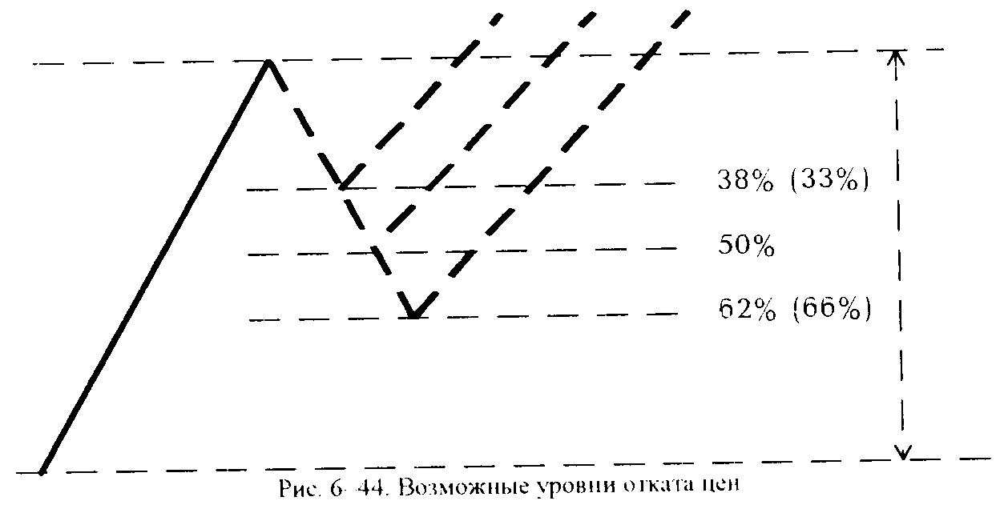 38% (33%)
50%
62% (66%)
Рис. 6-44. Возможные уровни отката цен